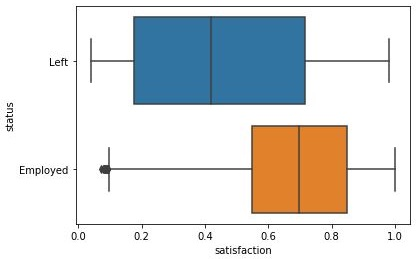 Left
status
Employed
0.0 0.2 0.4 0.6 0.8 1.0
satisfaction